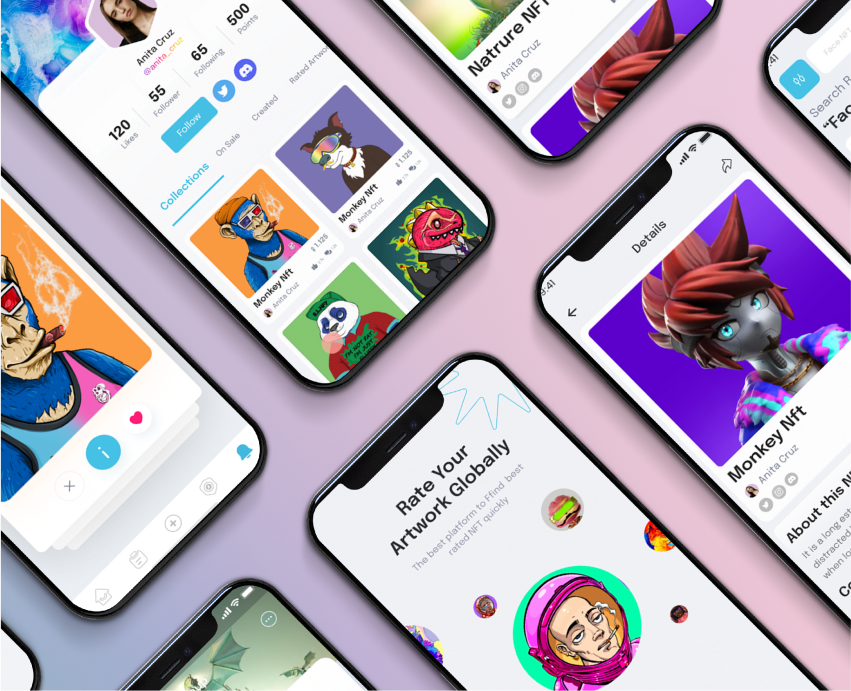 Anita Cruz
@anita_cruz
120
Likes
55
Follower
65
Following
500
Points
Follow
Collections
On Sale
Created
Rated Artwo
Monkey Nft
1.125
Anita Cruz
Monkey Nft
1.125
Anita Cruz
Natrure NFT
Anita Cruz
Search R
"Fac
Face NFT
9:41
Details
Monkey Nft
Anita Cruz
About this N
It is a long est
distracted
when lo
Rate Your
Artwork Globally
The best platform to Ffind best
rated NFT quickly